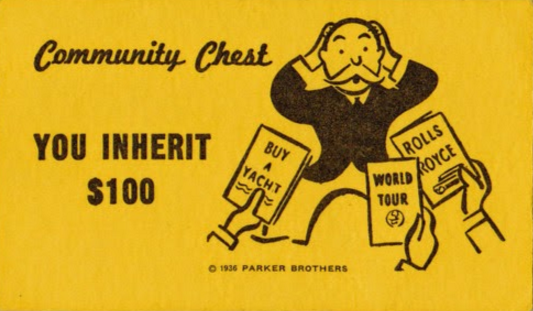 Community Chest
YOU INHERIT
$100
BUY
A
YACHT
WORLD
TOUR
ROLLS
ROYCE
© 1936 PARKER BROTHERS